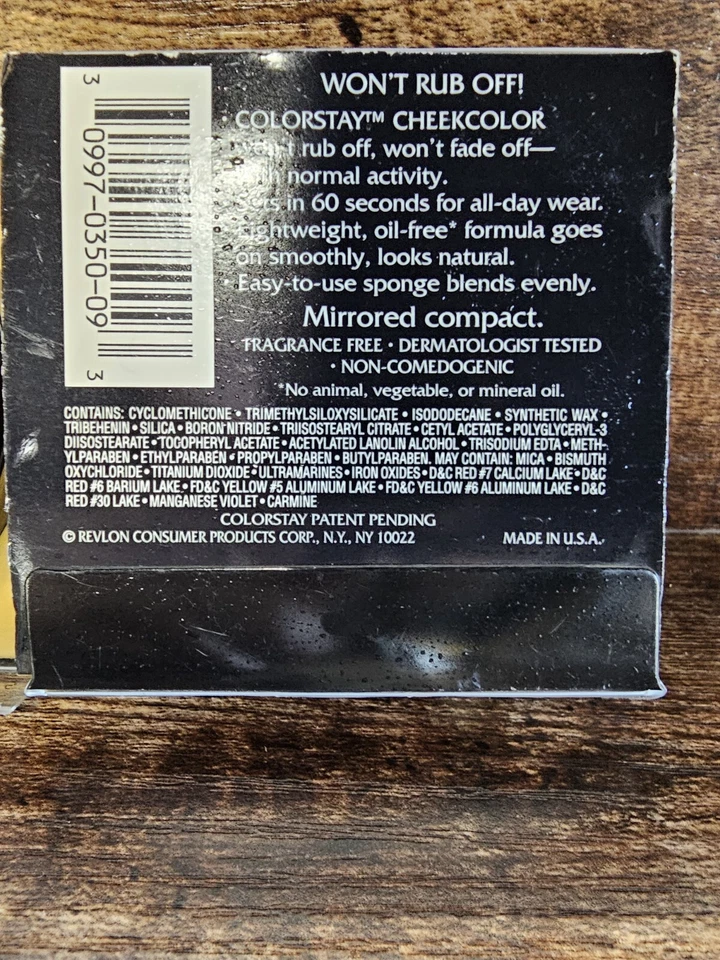 3 0997-0350-09 3
WON'T RUB OFF!
• COLORSTAY™ CHEEKCOLOR
rub off, won't fade off—
normal activity.
in 60 seconds for all-day wear.
Lightweight, oil-free* formula goes
on smoothly, looks natural.
• Easy-to-use sponge blends evenly.
Mirrored compact.
FRAGRANCE FREE • DERMATOLOGIST TESTED
• NON-COMEDOGENIC
*No animal, vegetable, or mineral oil.
CONTAINS: CYCLOMETHICONE • TRIMETHYLSILOXYSILICATE • ISODODECANE • SYNTHETIC WAX •
TRIBEHENIN • SILICA • BORON NITRIDE • TRIISOSTEARYL CITRATE • CETYL ACETATE • POLYGLYCERYL-3
DIISOSTEARATE • TOCOPHERYL ACETATE • ACETYLATED LANOLIN ALCOHOL • TRISODIUM EDTA • METH-
YLPARABEN • ETHYLPARABEN • PROPYLPARABEN • BUTYLPARABEN. MAY CONTAIN: MICA • BISMUTH
OXYCHLORIDE • TITANIUM DIOXIDE • ULTRAMARINES • IRON OXIDES • D&C RED #7 CALCIUM LAKE • D&C
RED #6 BARIUM LAKE • FD&C YELLOW #5 ALUMINUM LAKE • FD&C YELLOW #6 ALUMINUM LAKE • D&C
RED #30 LAKE • MANGANESE VIOLET • CARMINE
COLORSTAY PATENT PENDING
© REVLON CONSUMER PRODUCTS CORP., N.Y., NY 10022 MADE IN U.S.A.